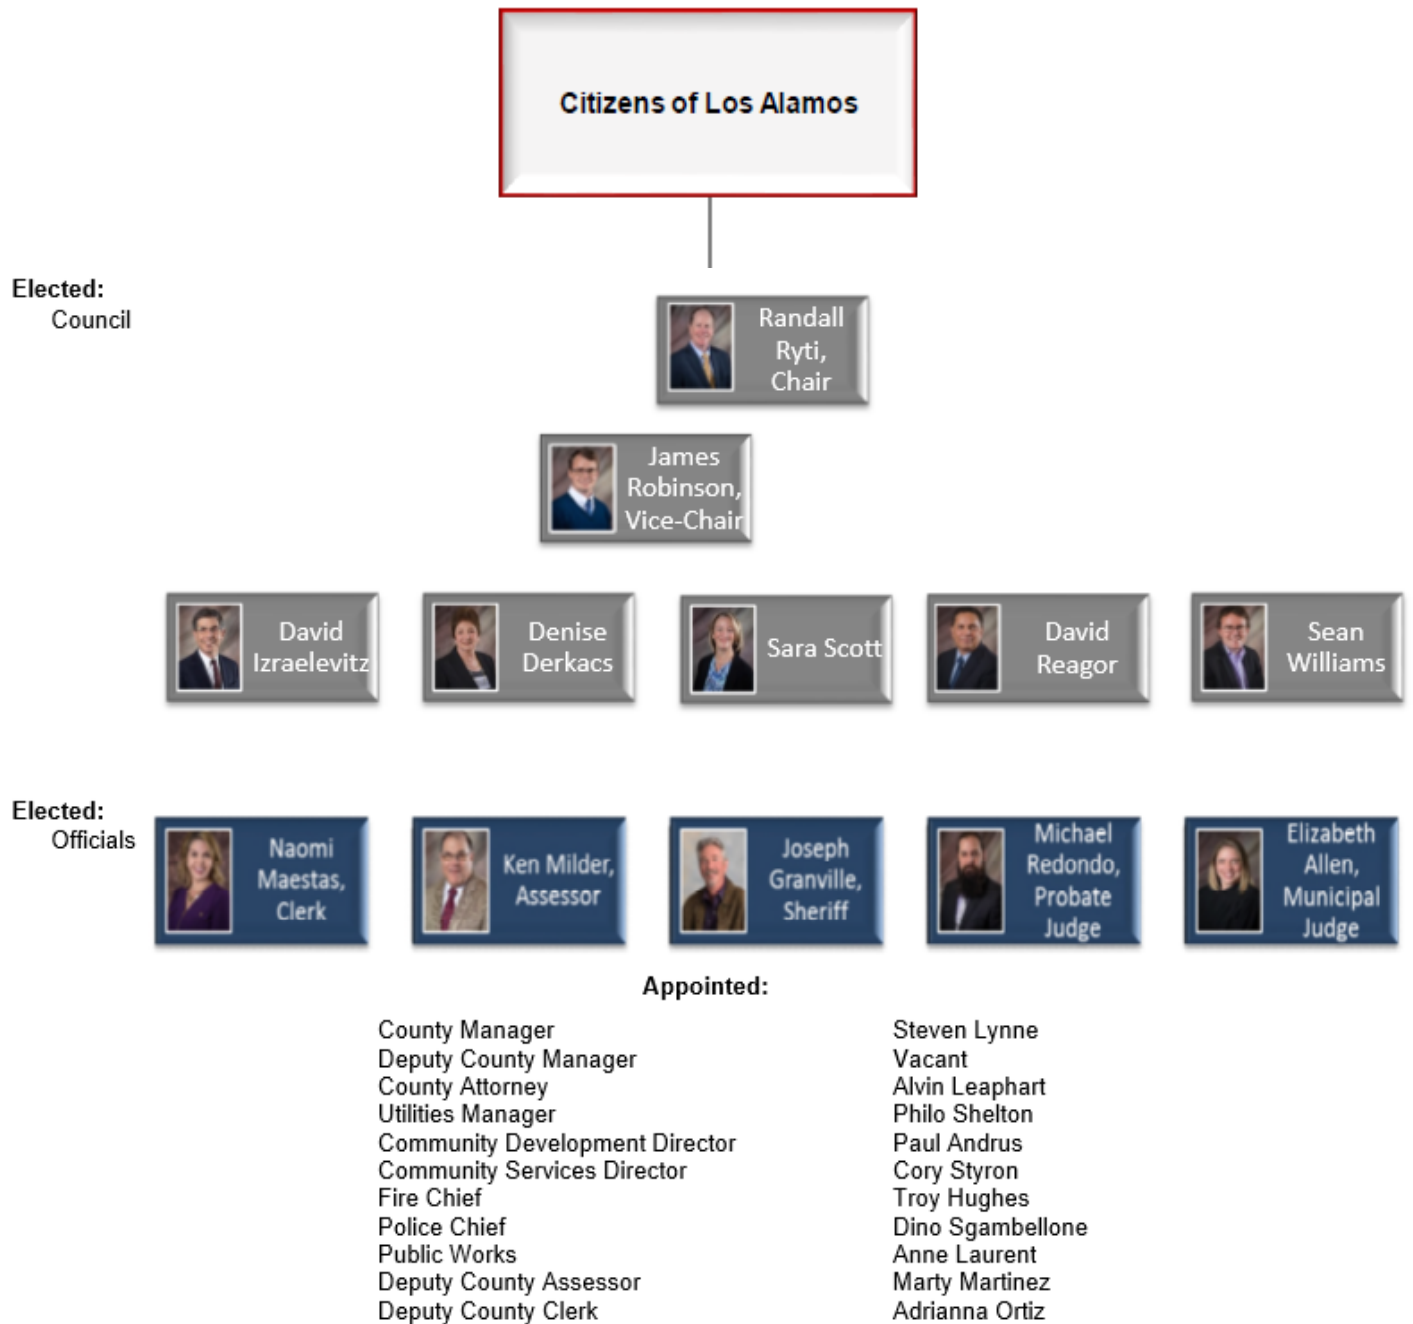 Citizens of Los Alamos
Elected:
Council
Randall
Ryti,
Chair
James
Robinson,
Vice-Chair
David
Izraelevitz
Denise
Derkacs
Sara Scott
David
Reagor
Sean
Williams
Elected:
Officials
Naomi
Maestas,
Clerk
Ken Milder,
Assessor
Joseph
Granville,
Sheriff
Michael
Redondo,
Probate
Judge
Elizabeth
Allen,
Municipal
Judge
Appointed:
County Manager Steven Lynne
Deputy County Manager Vacant
County Attorney Alvin Leaphart
Utilities Manager Philo Shelton
Community Development Director Paul Andrus
Community Services Director Cory Styron
Fire Chief Troy Hughes
Police Chief Dino Sgambellone
Public Works Anne Laurent
Deputy County Assessor Marty Martinez
Deputy County Clerk Adrianna Ortiz